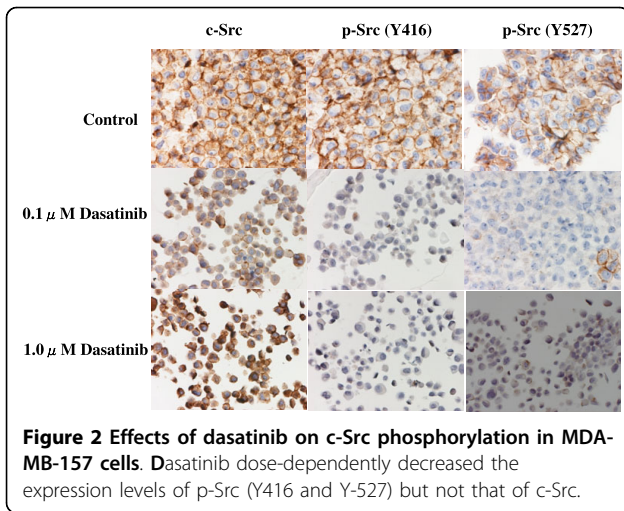 c-Src p-Src (Y416) p-Src (Y527)
Control
0.1 μ M Dasatinib
1.0 μ M Dasatinib
Figure 2 Effects of dasatinib on c-Src phosphorylation in MDA-
MB-157 cells. Dasatinib dose-dependently decreased the
expression levels of p-Src (Y416 and Y-527) but not that of c-Src.